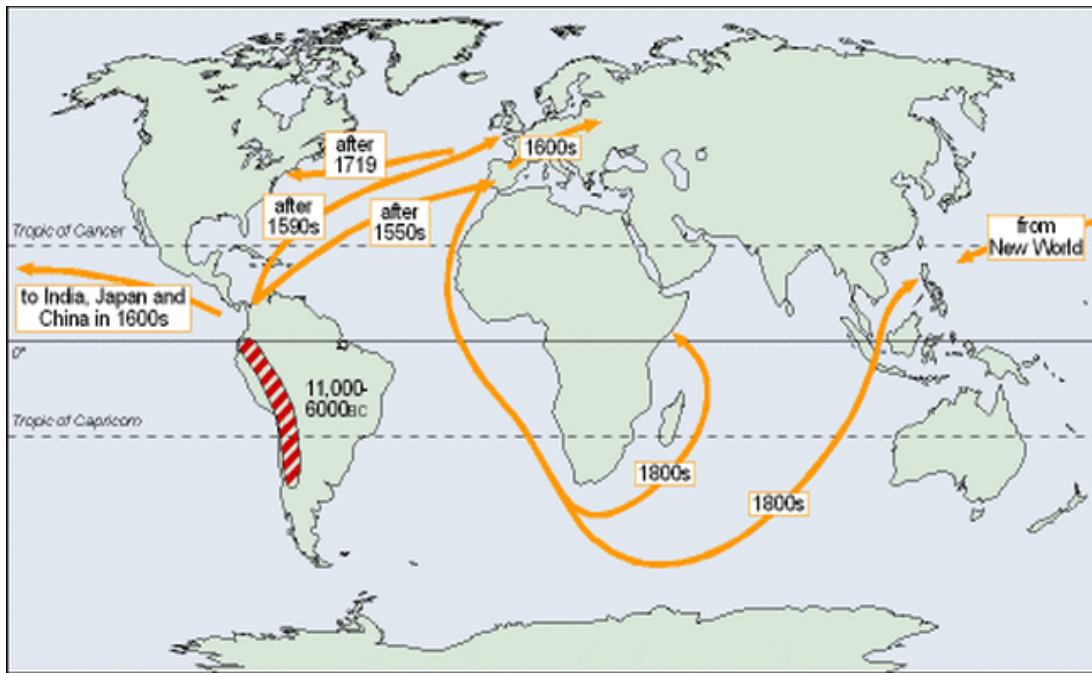 after
1719
1600s
after
1590s
after
1550s
Tropic of Cancer
from
New World
to India, Japan and
China in 1600s
0°
11,000-
6000BC
Tropic of Capricorn
1800s
1800s